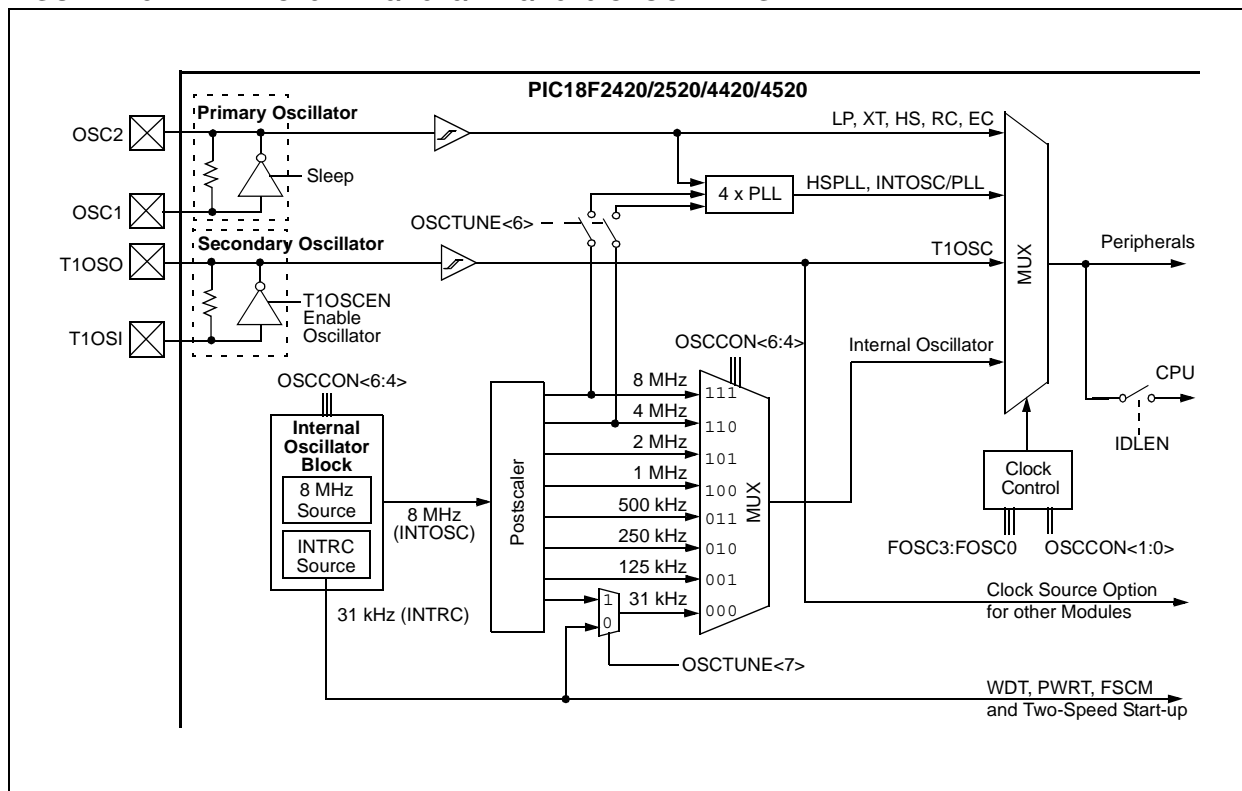 PIC18F2420/2520/4420/4520
Primary Oscillator
LP, XT, HS, RC, EC
OSC2
Sleep
4 x PLL
HSPLL, INTOSC/PLL
OSC1
OSCTUNE<6>
Secondary Oscillator
T1OSO
T1OSC
MUX
Peripherals
T1OSCEN
Enable
Oscillator
T1OSI
OSCCON<6:4>
Internal Oscillator
OSCCON<6:4>
CPU
IDLEN
Internal
Oscillator
Block
8 MHz
Source
INTRC
Source
8 MHz
(INTOSC)
31 kHz (INTRC)
Postscaler
8 MHz
111
4 MHz
110
2 MHz
101
1 MHz
100
500 kHz
011
250 kHz
010
125 kHz
001
1
0
31 kHz
000
MUX
OSCTUNE<7>
Clock
Control
FOSC3:FOSC0
OSCCON<1:0>
Clock Source Option
for other Modules
WDT, PWRT, FSCM
and Two-Speed Start-up